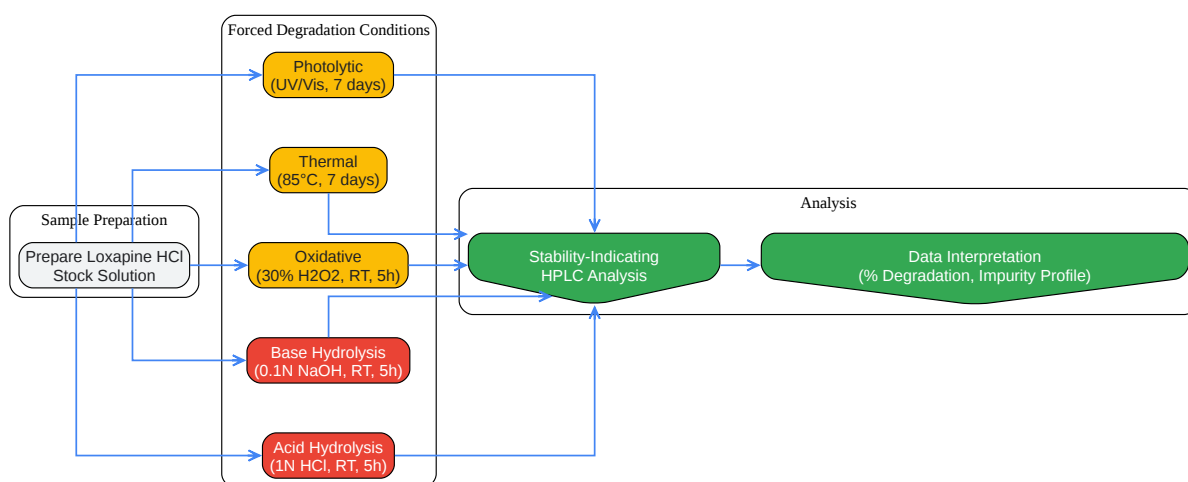 Forced Degradation Conditions
Photolytic
(UV/Vis, 7 days)
Thermal
(85°C, 7 days)
Sample Preparation
Analysis
Prepare Loxapine HCl
Stock Solution
Oxidative
(30% H2O2, RT, 5h)
Stability-Indicating
HPLC Analysis
Data Interpretation
(% Degradation, Impurity Profile)
Base Hydrolysis
(0.1N NaOH, RT, 5h)
Acid Hydrolysis
(1N HCl, RT, 5h)